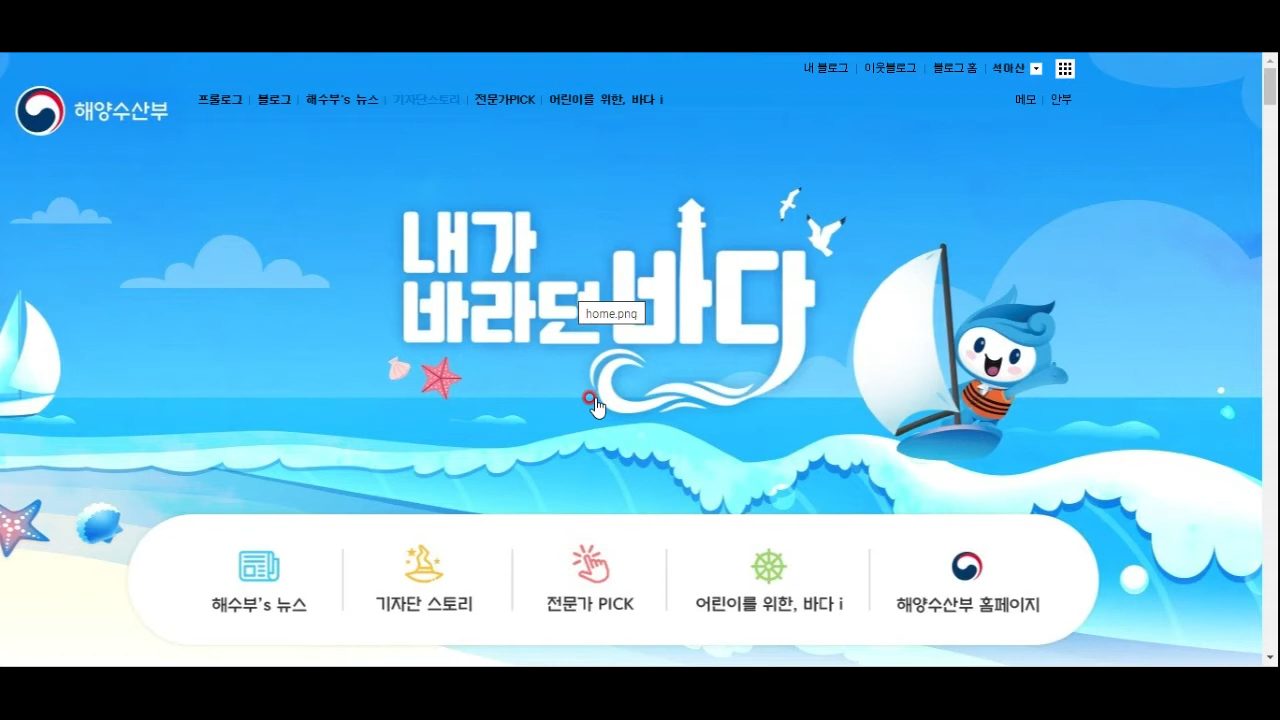 내 블로그 | 이웃블로그 | 블로그 홈 | 석아산
해양수산부
프롤로그 | 블로그 | 해수부's 뉴스 | 기자단스토리 | 전문가PICK | 어린이를 위한, 바다 i
메모 | 안부
내가
바라던 바다
home.png
해수부's 뉴스
기자단 스토리
전문가 PICK
어린이를 위한, 바다 i
해양수산부 홈페이지